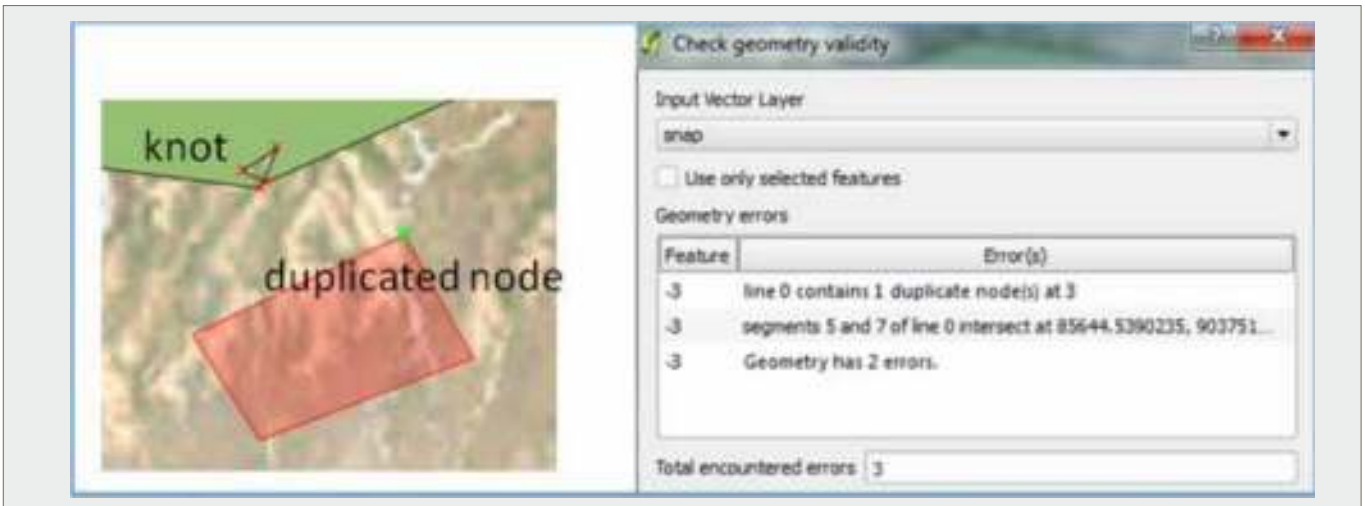 knot
duplicated node
Check geometry validity
Input Vector Layer
snap
Use only selected features
Geometry errors
Feature Error(s)
-3 line 0 contains 1 duplicate node(s) at 3
-3 segments 5 and 7 of line 0 intersect at 85644.5390235, 903751...
-3 Geometry has 2 errors.
Total encountered errors 3